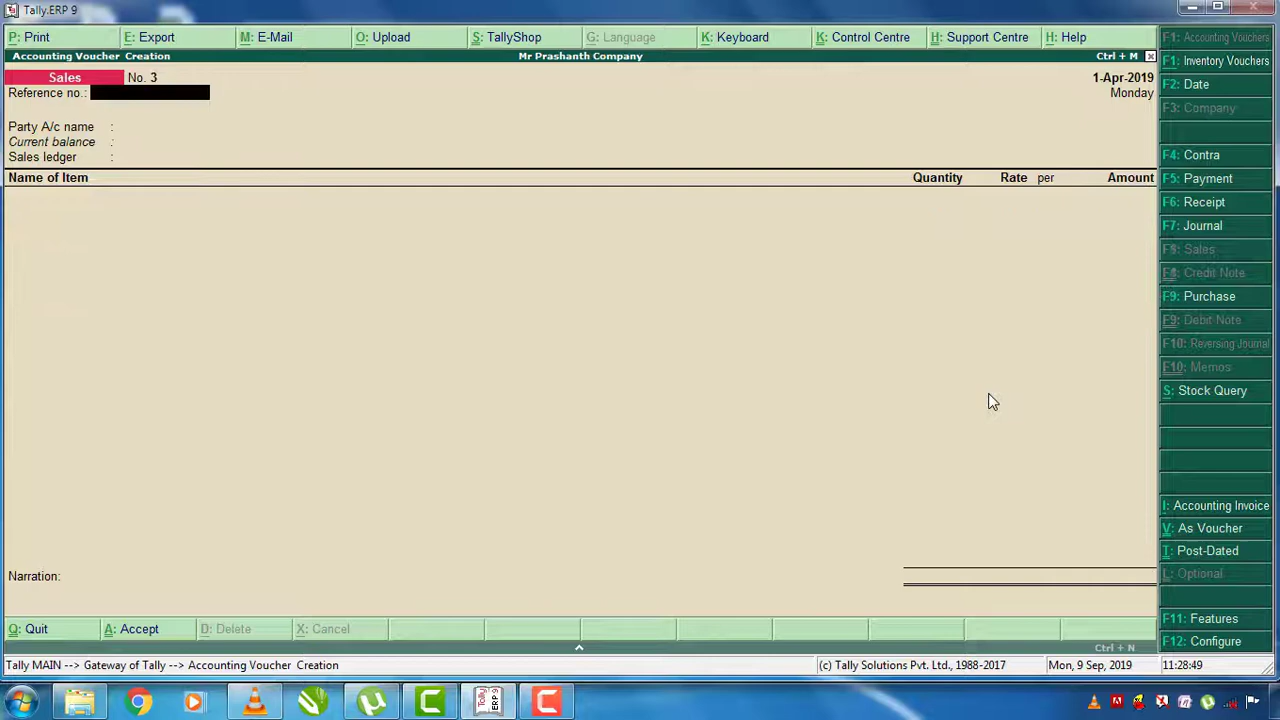 Tally.ERP 9
P: Print E: Export M: E-Mail O: Upload S: TallyShop G: Language K: Keyboard K: Control Centre H: Support Centre H: Help
Accounting Voucher Creation Mr Prashanth Company Ctrl + M
Sales No. 3 1-Apr-2019
Reference no.: Monday
Party A/c name :
Current balance :
Sales ledger :
Name of Item Quantity Rate per Amount
Narration:
F1: Accounting Vouchers
F1: Inventory Vouchers
F2: Date
F3: Company
F4: Contra
F5: Payment
F6: Receipt
F7: Journal
F8: Sales
F8: Credit Note
F9: Purchase
F9: Debit Note
F10: Reversing Journal
F10: Memos
S: Stock Query
I: Accounting Invoice
V: As Voucher
T: Post-Dated
L: Optional
F11: Features
F12: Configure
Q: Quit A: Accept D: Delete X: Cancel
Ctrl + N
Tally MAIN --> Gateway of Tally --> Accounting Voucher Creation (c) Tally Solutions Pvt. Ltd., 1988-2017 Mon, 9 Sep, 2019 11:28:49